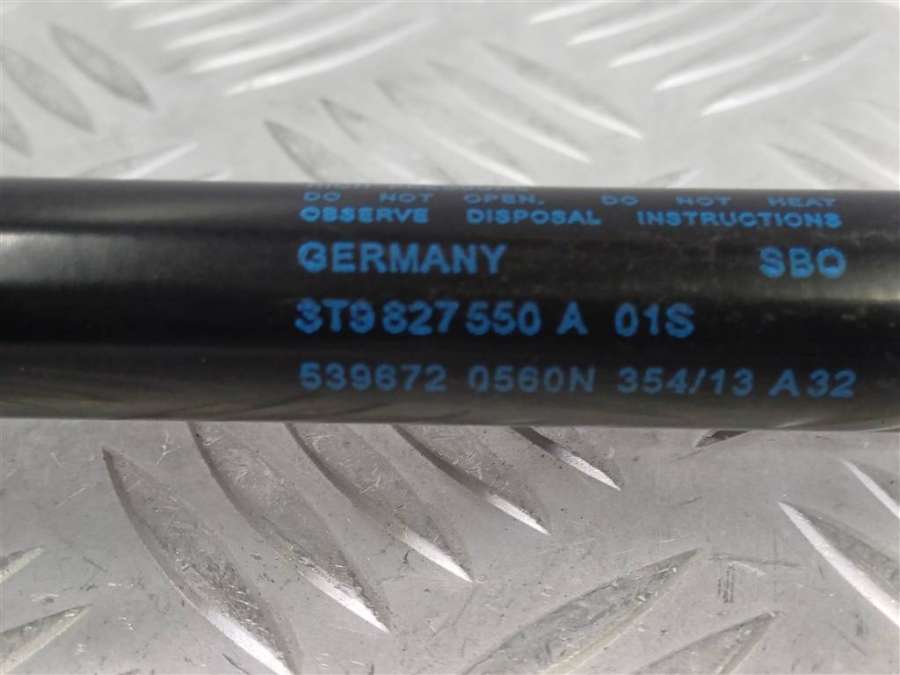 DO NOT OPEN, DO NOT HEAT
OBSERVE DISPOSAL INSTRUCTIONS
GERMANY SBO
3T9 827 550 A 01S
539672 0560N 354/13 A32